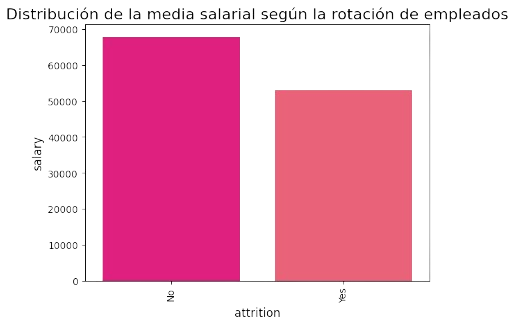 Distribución de la media salarial según la rotación de empleados
70000
60000
50000
40000
30000
20000
10000
0
salary
No
Yes
attrition